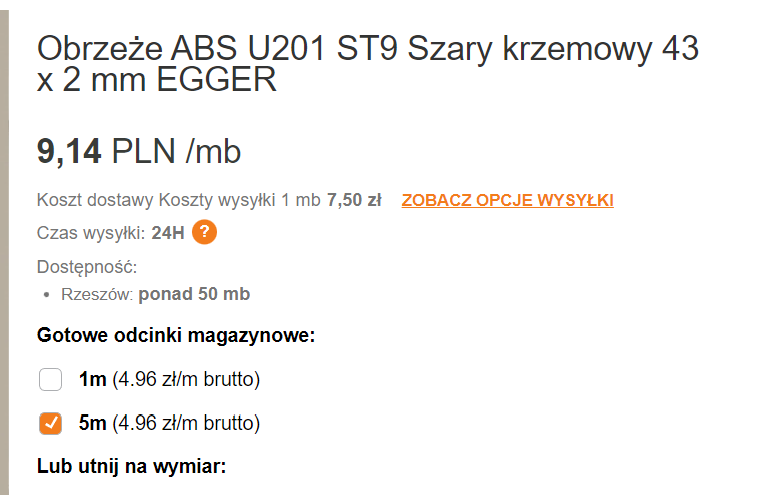 Obrzeże ABS U201 ST9 Szary krzemowy 43
x 2 mm EGGER
9,14 PLN /mb
Koszt dostawy Koszty wysyłki 1 mb 7,50 zł ZOBACZ OPCJE WYSYŁKI
Czas wysyłki: 24H ?
Dostępność:
• Rzeszów: ponad 50 mb
Gotowe odcinki magazynowe:
1m (4.96 zł/m brutto)
5m (4.96 zł/m brutto)
Lub utnij na wymiar: